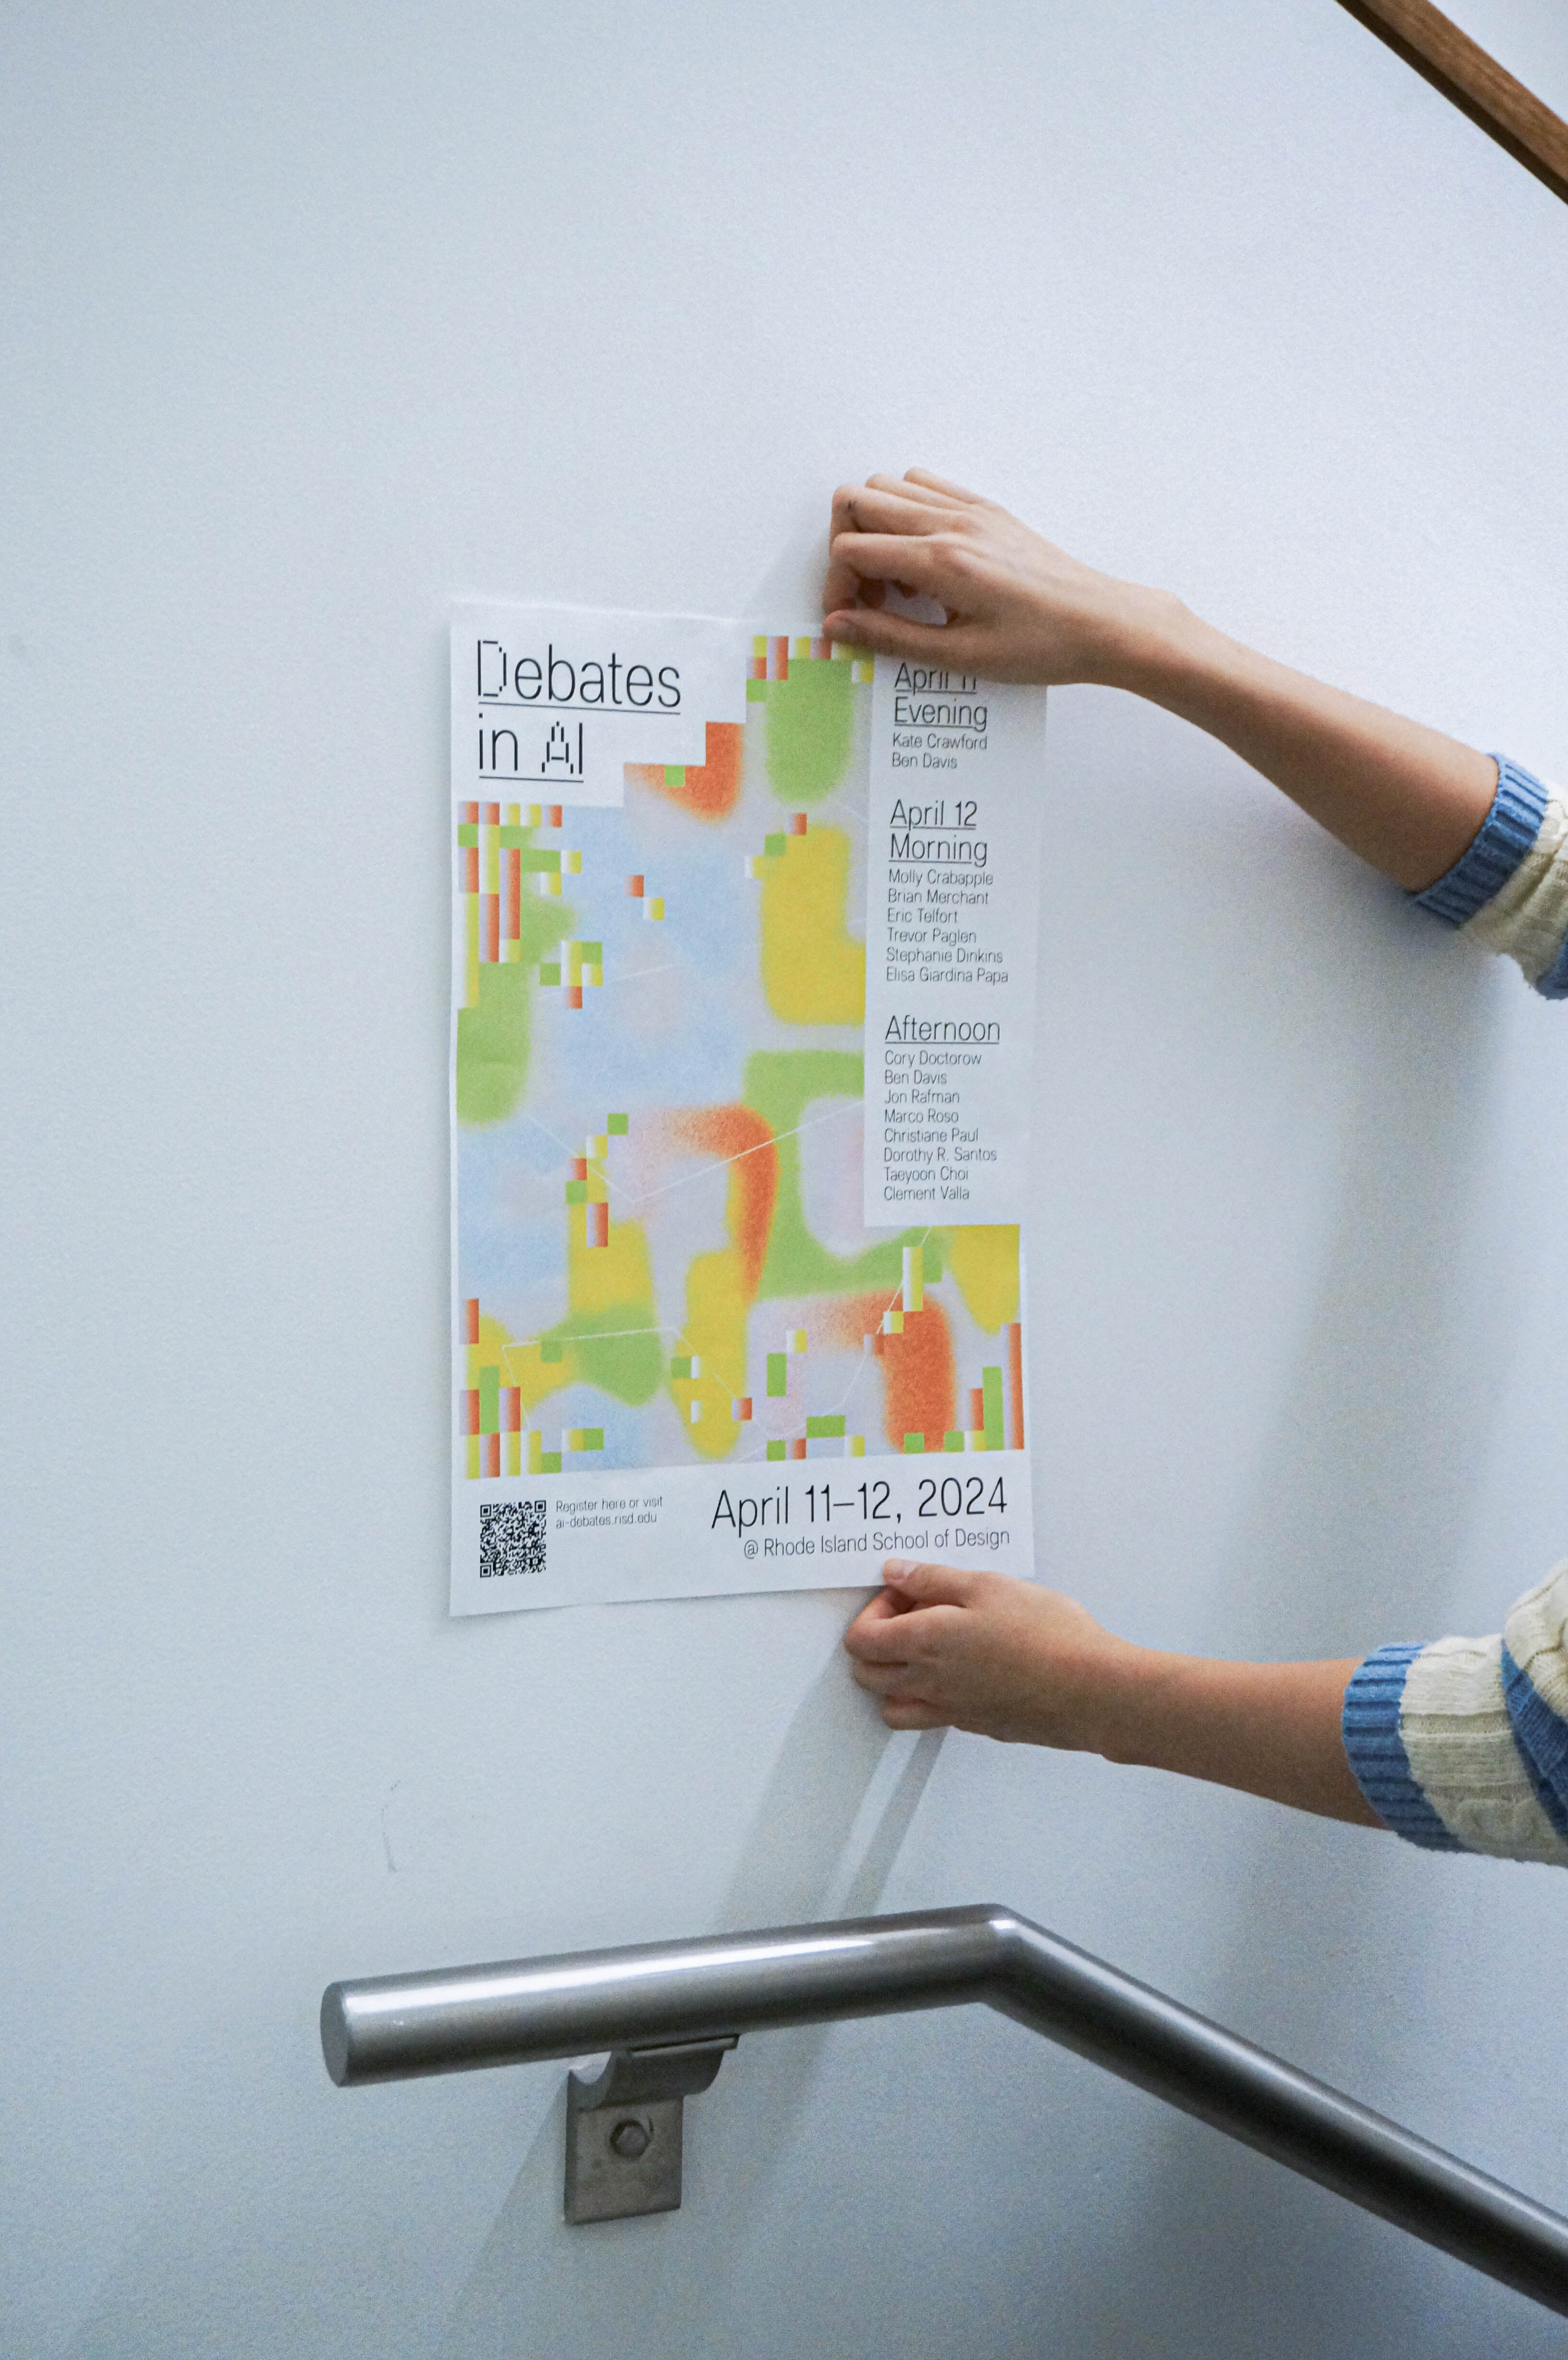 Debates
in AI
April 11
Evening
Kate Crawford
Ben Davis
April 12
Morning
Molly Crabapple
Brian Merchant
Eric Telfort
Trevor Paglen
Stephanie Dinkins
Elisa Giardina Papa
Afternoon
Cory Doctorow
Ben Davis
Jon Rafman
Marco Roso
Christiane Paul
Dorothy R. Santos
Taeyoon Choi
Clement Valla
Register here or visit
ai-debates.risd.edu
April 11–12, 2024
@ Rhode Island School of Design